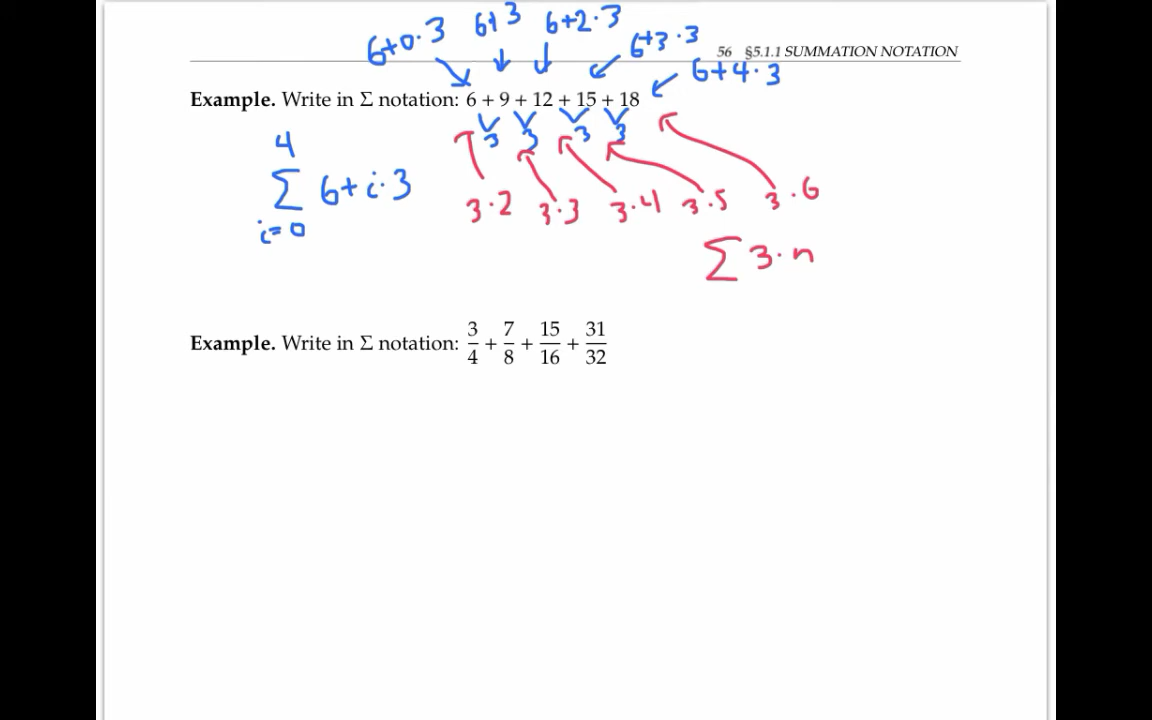 6+0·3 6+3 6+2·3 6+3·3
56 §5.1.1 SUMMATION NOTATION
6+4·3
Example. Write in Σ notation: 6 + 9 + 12 + 15 + 18
3 3 3 3
4
Σ 6+i·3
i=0
3·2 3·3 3·4 3·5 3·6
Σ 3·n
Example. Write in Σ notation: 3/4 + 7/8 + 15/16 + 31/32